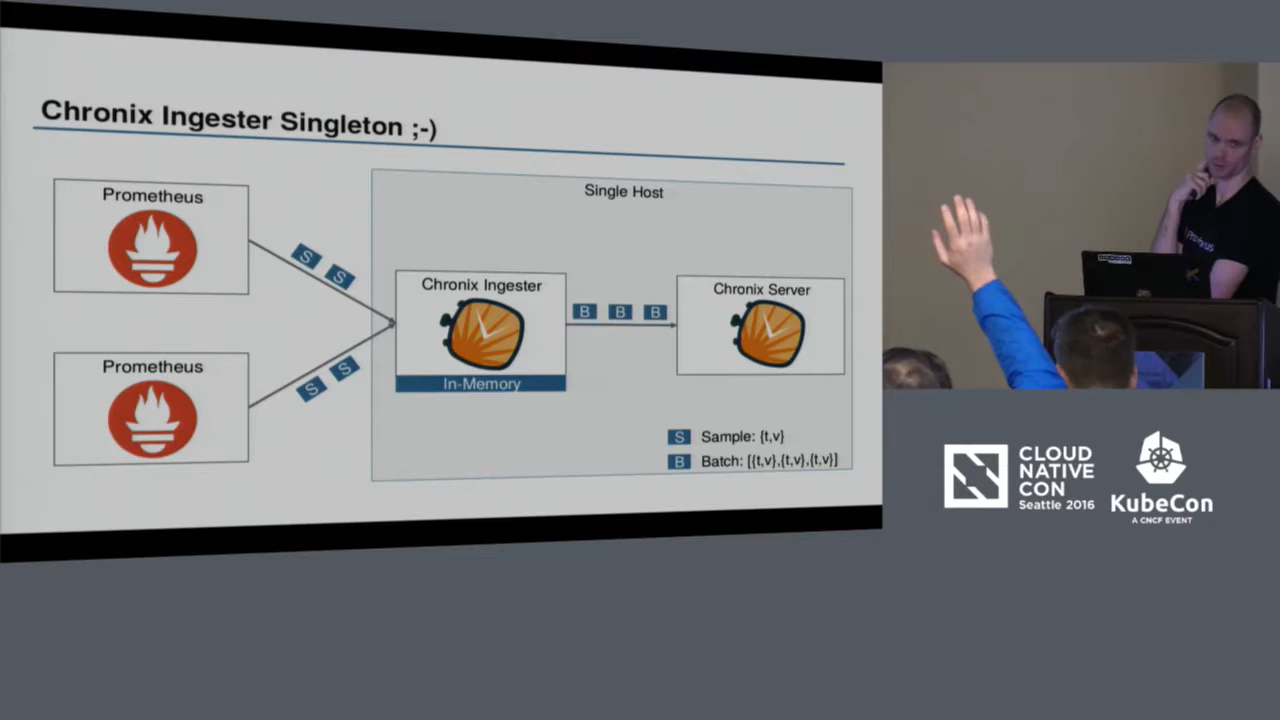 Chronix Ingester Singleton ;-)
Single Host
Prometheus
S
S
Chronix Ingester
In-Memory
B
B
B
Chronix Server
Prometheus
S
S
S
Sample: {t,v}
B
Batch: [{t,v},{t,v},{t,v}]
CLOUD
NATIVE
CON
Seattle 2016
KubeCon
A CNCF EVENT